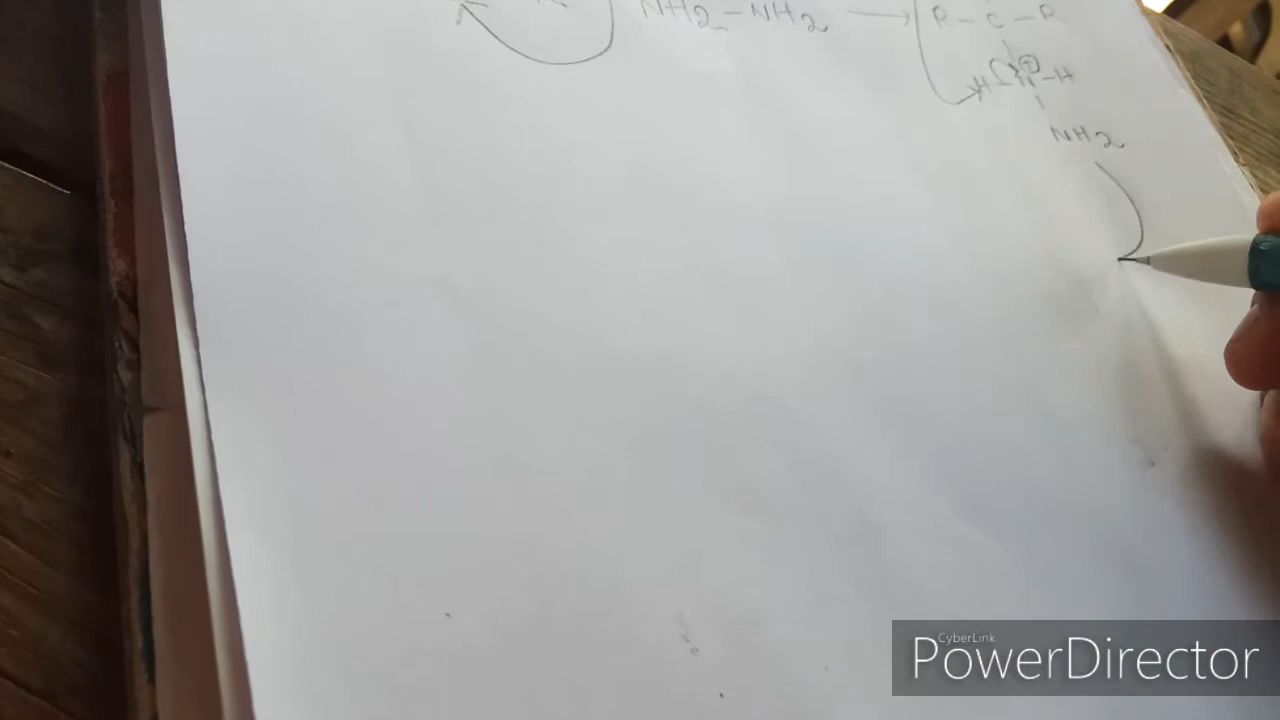 NH2-NH2 → R-C-R
H N⊕-H
NH2
CyberLink
PowerDirector